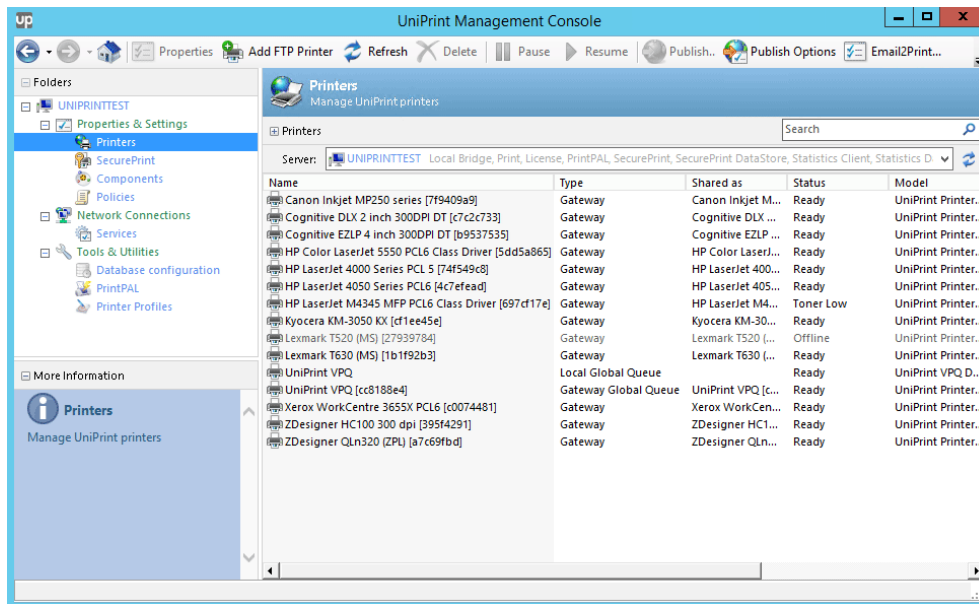 up UniPrint Management Console
Properties Add FTP Printer Refresh Delete Pause Resume Publish.. Publish Options Email2Print...
Folders
UNIPRINTTEST
Properties & Settings
Printers
SecurePrint
Components
Policies
Network Connections
Services
Tools & Utilities
Database configuration
PrintPAL
Printer Profiles
More Information
Printers
Manage UniPrint printers
Printers
Manage UniPrint printers
Printers Search
Server: UNIPRINTTEST Local Bridge, Print, License, PrintPAL, SecurePrint, SecurePrint DataStore, Statistics Client, Statistics D
Name Type Shared as Status Model
Canon Inkjet MP250 series [7f9409a9] Gateway Canon Inkjet M... Ready UniPrint Printer..
Cognitive DLX 2 inch 300DPI DT [c7c2c733] Gateway Cognitive DLX ... Ready UniPrint Printer..
Cognitive EZLP 4 inch 300DPI DT [b9537535] Gateway Cognitive EZLP ... Ready UniPrint Printer..
HP Color LaserJet 5550 PCL6 Class Driver [5dd5a865] Gateway HP Color LaserJ... Ready UniPrint Printer..
HP LaserJet 4000 Series PCL 5 [74f549c8] Gateway HP LaserJet 400... Ready UniPrint Printer..
HP LaserJet 4050 Series PCL6 [4c7efead] Gateway HP LaserJet 405... Ready UniPrint Printer..
HP LaserJet M4345 MFP PCL6 Class Driver [697cf17e] Gateway HP LaserJet M4... Toner Low UniPrint Printer..
Kyocera KM-3050 KX [cf1ee45e] Gateway Kyocera KM-30... Ready UniPrint Printer..
Lexmark T520 (MS) [27939784] Gateway Lexmark T520 (... Offline UniPrint Printer..
Lexmark T630 (MS) [1b1f92b3] Gateway Lexmark T630 (... Ready UniPrint Printer..
UniPrint VPQ Local Global Queue Ready UniPrint VPQ D..
UniPrint VPQ [cc8188e4] Gateway Global Queue UniPrint VPQ [c... Ready UniPrint Printer..
Xerox WorkCentre 3655X PCL6 [c0074481] Gateway Xerox WorkCen... Ready UniPrint Printer..
ZDesigner HC100 300 dpi [395f4291] Gateway ZDesigner HC1... Ready UniPrint Printer..
ZDesigner QLn320 (ZPL) [a7c69fbd] Gateway ZDesigner QLn... Ready UniPrint Printer..